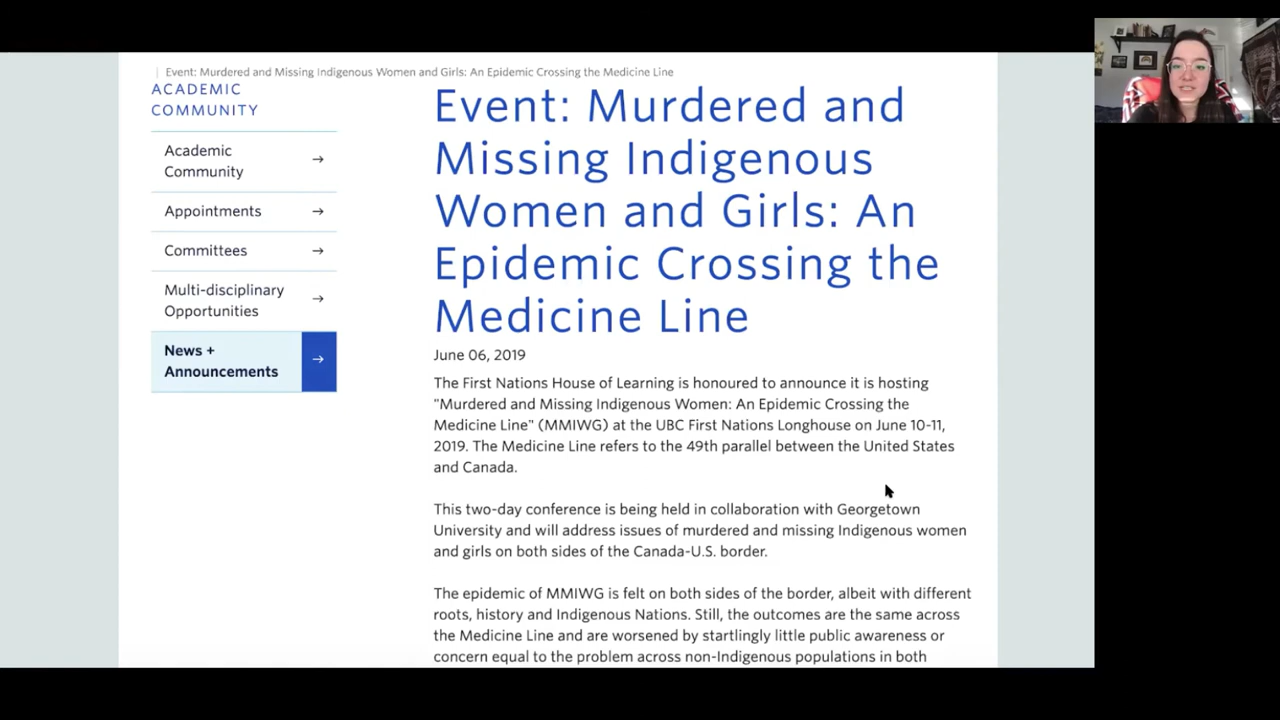 Event: Murdered and Missing Indigenous Women and Girls: An Epidemic Crossing the Medicine Line
ACADEMIC
COMMUNITY
Academic
Community
Appointments
Committees
Multi-disciplinary
Opportunities
News +
Announcements
Event: Murdered and
Missing Indigenous
Women and Girls: An
Epidemic Crossing the
Medicine Line
June 06, 2019
The First Nations House of Learning is honoured to announce it is hosting
"Murdered and Missing Indigenous Women: An Epidemic Crossing the
Medicine Line" (MMIWG) at the UBC First Nations Longhouse on June 10-11,
2019. The Medicine Line refers to the 49th parallel between the United States
and Canada.
This two-day conference is being held in collaboration with Georgetown
University and will address issues of murdered and missing Indigenous women
and girls on both sides of the Canada-U.S. border.
The epidemic of MMIWG is felt on both sides of the border, albeit with different
roots, history and Indigenous Nations. Still, the outcomes are the same across
the Medicine Line and are worsened by startlingly little public awareness or
concern equal to the problem across non-Indigenous populations in both